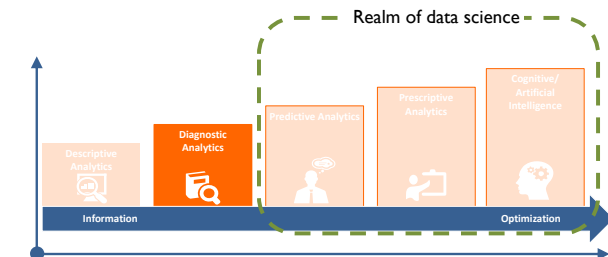 Realm of data science
Cognitive/
Artificial
Intelligence
Prescriptive
Analytics
Predictive Analytics
Diagnostic
Analytics
Descriptive
Analytics
Information
Optimization